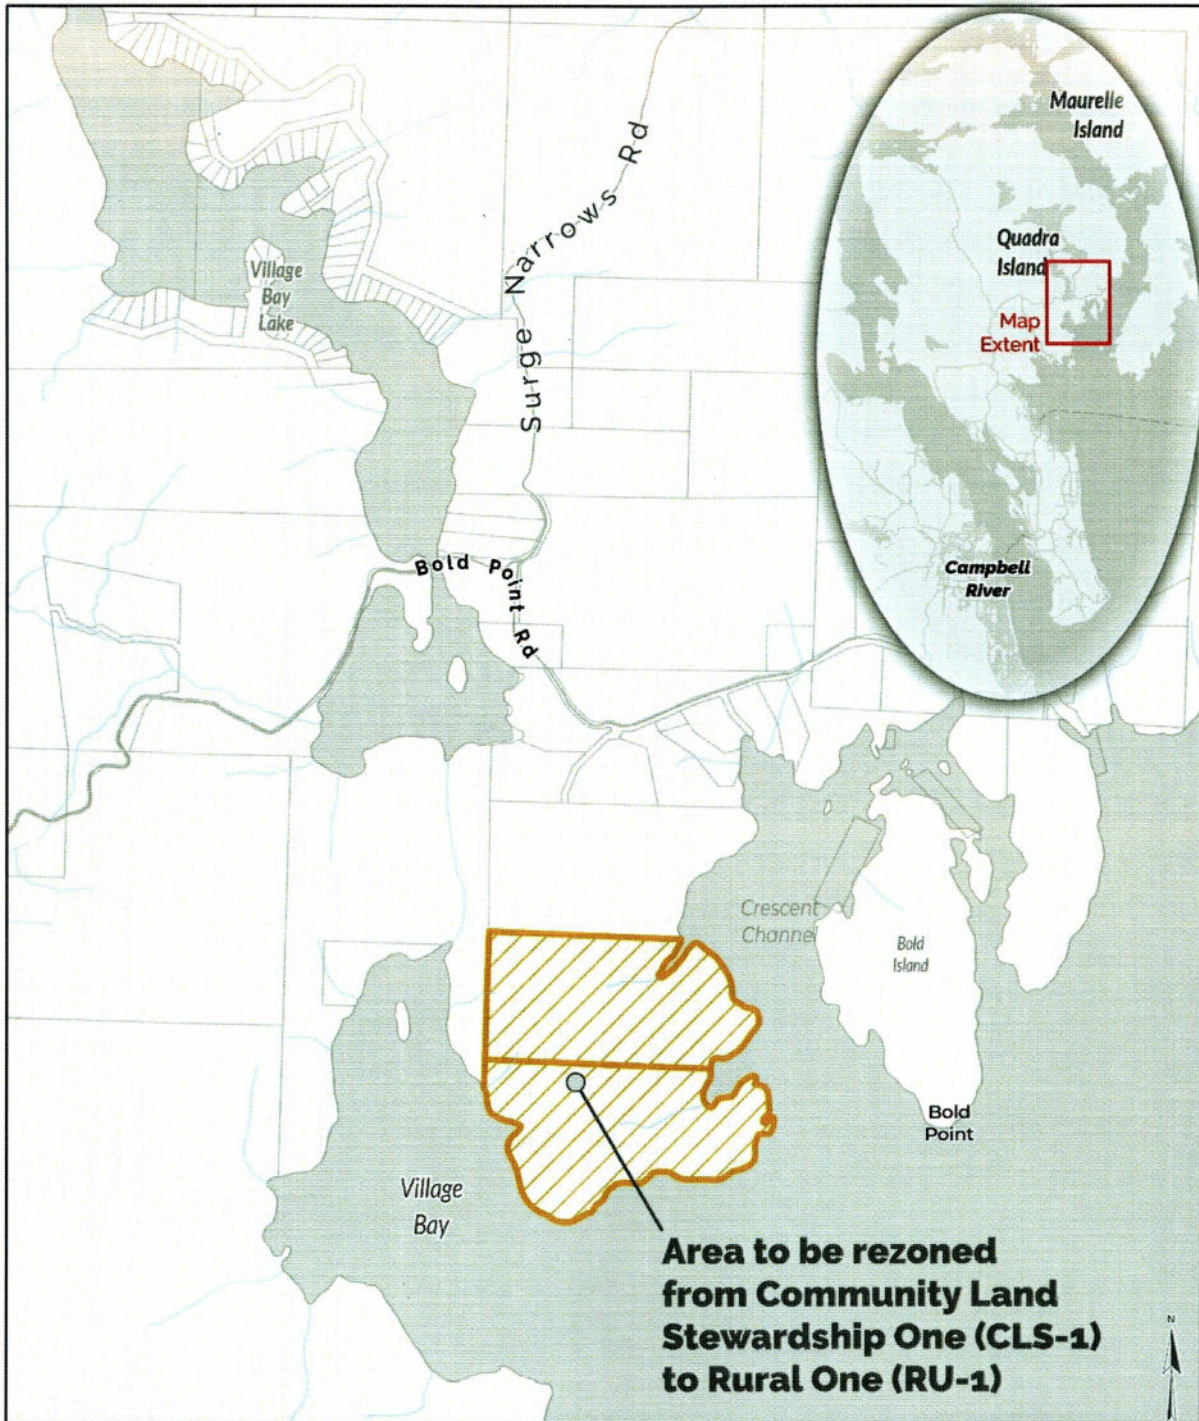 Maurelle
Island
Quadra
Island
Map
Extent
Campbell
River
Surge Narrows Rd
Village
Bay
Lake
Bold Point Rd
Crescent
Channel
Bold
Island
Bold
Point
Village
Bay
Area to be rezoned
from Community Land
Stewardship One (CLS-1)
to Rural One (RU-1)
N